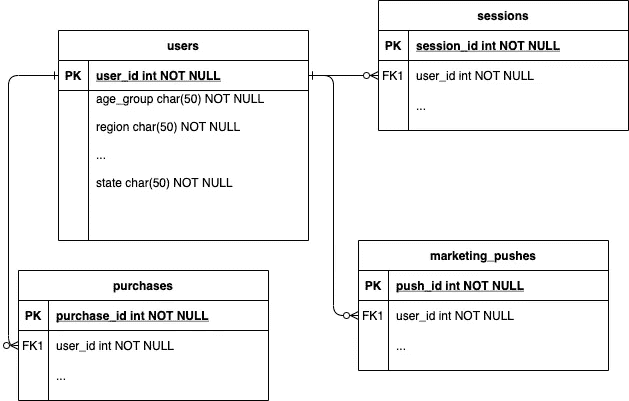 users
PK user_id int NOT NULL
age_group char(50) NOT NULL
region char(50) NOT NULL
...
state char(50) NOT NULL
sessions
PK session_id int NOT NULL
FK1 user_id int NOT NULL
...
purchases
PK purchase_id int NOT NULL
FK1 user_id int NOT NULL
...
marketing_pushes
PK push_id int NOT NULL
FK1 user_id int NOT NULL
...